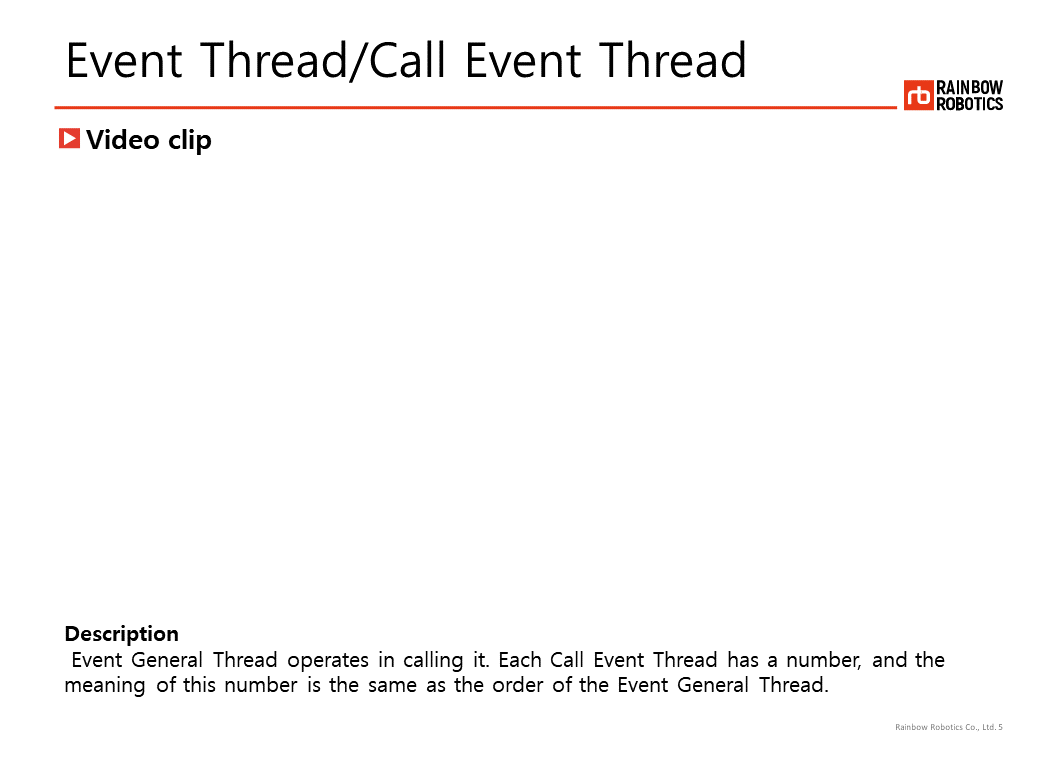 Event Thread/Call Event Thread
rb RAINBOW
ROBOTICS
Video clip
Description
Event General Thread operates in calling it. Each Call Event Thread has a number, and the
meaning of this number is the same as the order of the Event General Thread.
Rainbow Robotics Co., Ltd. 5